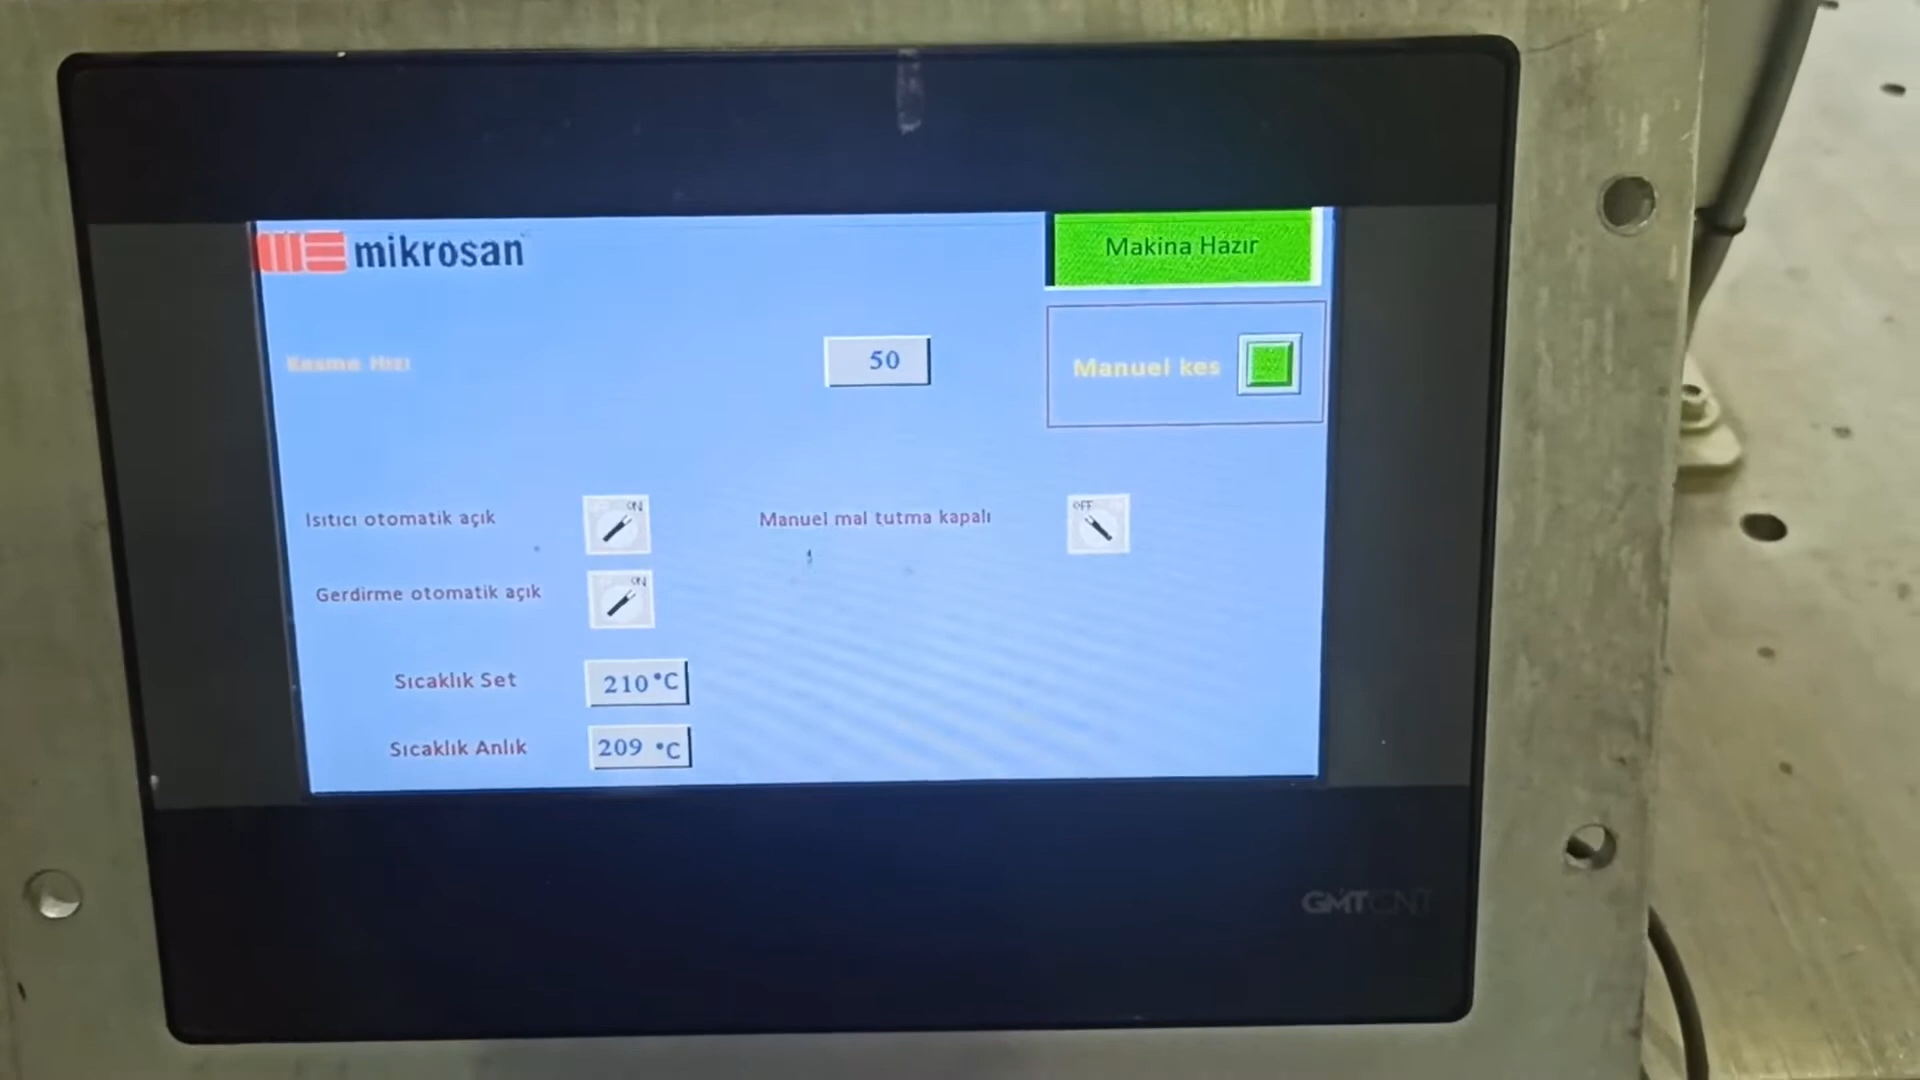 mikrosan
Makina Hazır
Kesme Hızı
50
Manuel kes
Isıtıcı otomatik açık
ON
Manuel mal tutma kapalı
OFF
Gerdirme otomatik açık
ON
Sıcaklık Set
210 °C
Sıcaklık Anlık
209 °C
GMTCNT